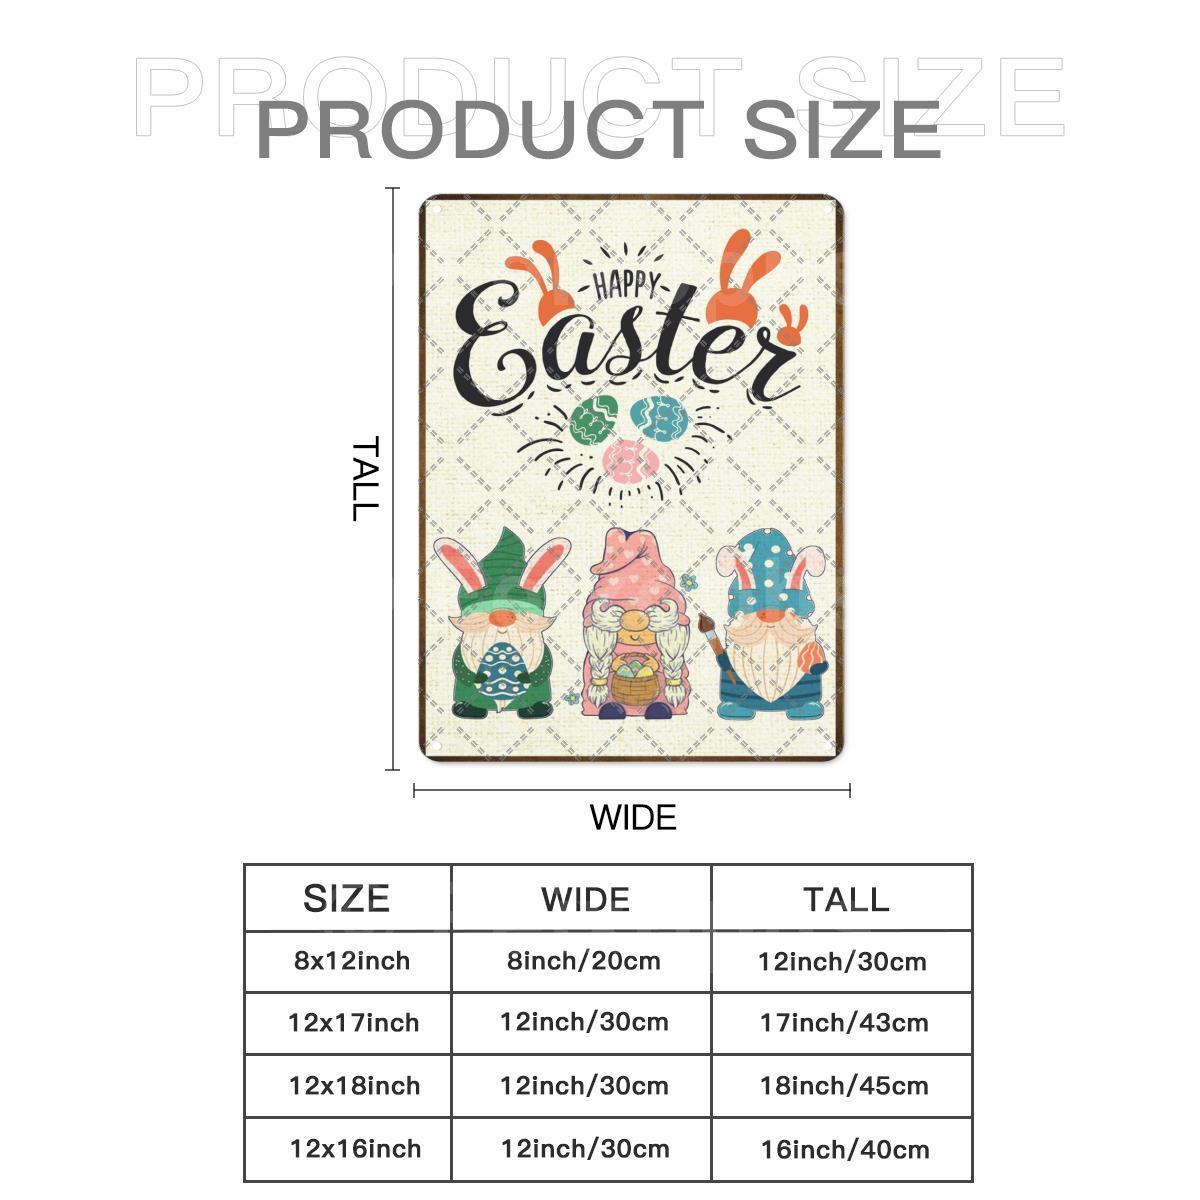 PRODUCT SIZE
PRODUCT SIZE
HAPPY
Easter
TALL
WIDE
SIZE WIDE TALL
8x12inch 8inch/20cm 12inch/30cm
12x17inch 12inch/30cm 17inch/43cm
12x18inch 12inch/30cm 18inch/45cm
12x16inch 12inch/30cm 16inch/40cm